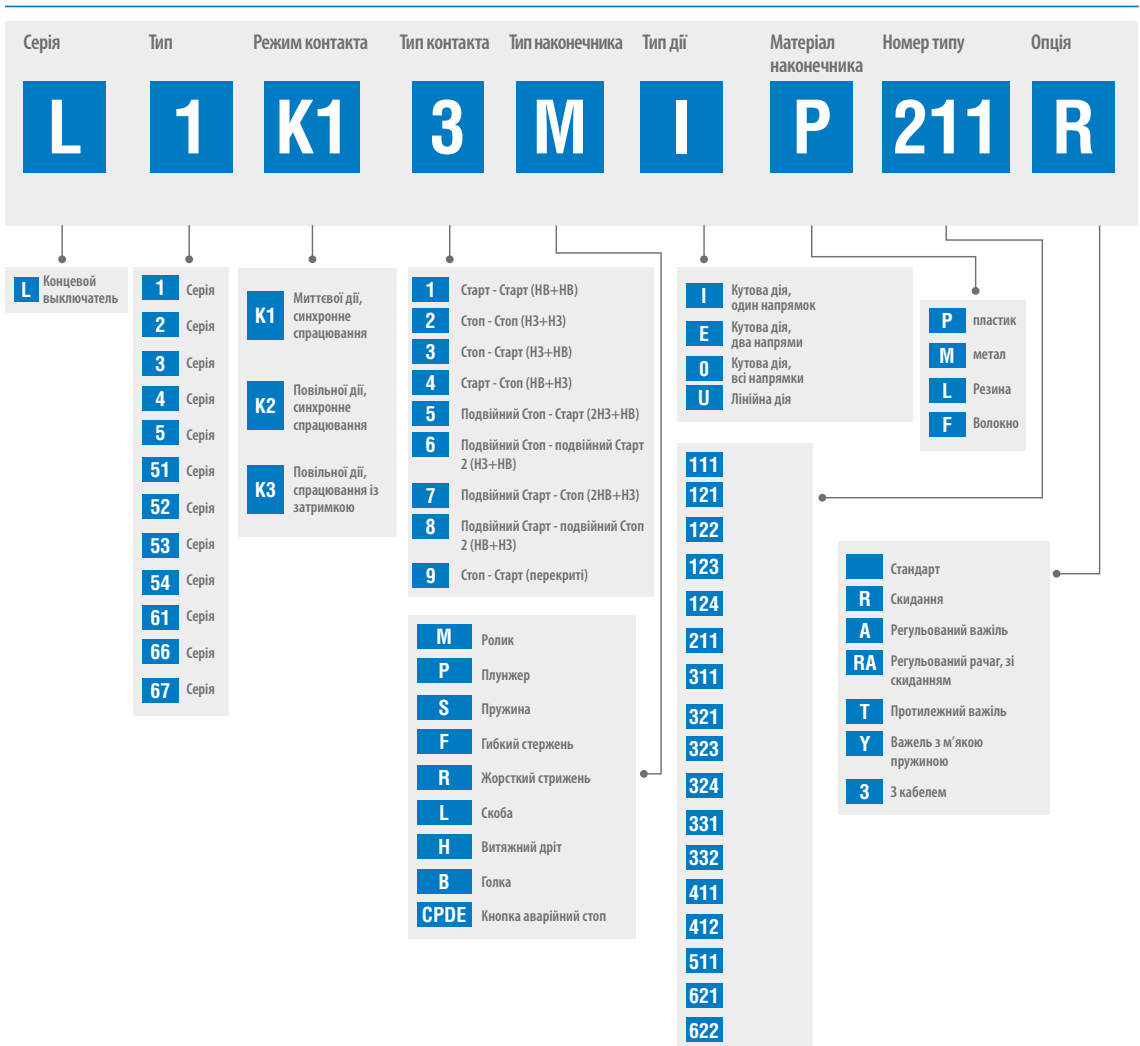 Серія
Тип
Режим контакта
Тип контакта
Тип наконечника
Тип дії
Матеріал
наконечника
Номер типу
Опція
L
1
K1
3
M
I
P
211
R
L
Концевой
выключатель
1 Серія
2 Серія
3 Серія
4 Серія
5 Серія
51 Серія
52 Серія
53 Серія
54 Серія
61 Серія
66 Серія
67 Серія
K1
Миттєвої дії,
синхронне
спрацювання
K2
Повільної дії,
синхронне
спрацювання
K3
Повільної дії,
спрацювання із
затримкою
1 Старт - Старт (НВ+НВ)
2 Стоп - Стоп (НЗ+НЗ)
3 Стоп - Старт (НЗ+НВ)
4 Старт - Стоп (НВ+НЗ)
5 Подвійний Стоп - Старт (2НЗ+НВ)
6 Подвійний Стоп - подвійний Старт
2 (НЗ+НВ)
7 Подвійний Старт - Стоп (2НВ+НЗ)
8 Подвійний Старт - подвійний Стоп
2 (НВ+НЗ)
9 Стоп - Старт (перекриті)
M Ролик
P Плунжер
S Пружина
F Гибкий стержень
R Жорсткий стрижень
L Скоба
H Витяжний дріт
B Голка
CPDE Кнопка аварійний стоп
I Кутова дія,
один напрямок
E Кутова дія,
два напрями
0 Кутова дія,
всі напрямки
U Лінійна дія
P пластик
M метал
L Резина
F Волокно
111
121
122
123
124
211
311
321
323
324
331
332
411
412
511
621
622
Стандарт
R Скидання
A Регульований важіль
RA Регульований рачаг, зі
скиданням
T Протилежний важіль
Y Важель з м’якою
пружиною
3 З кабелем